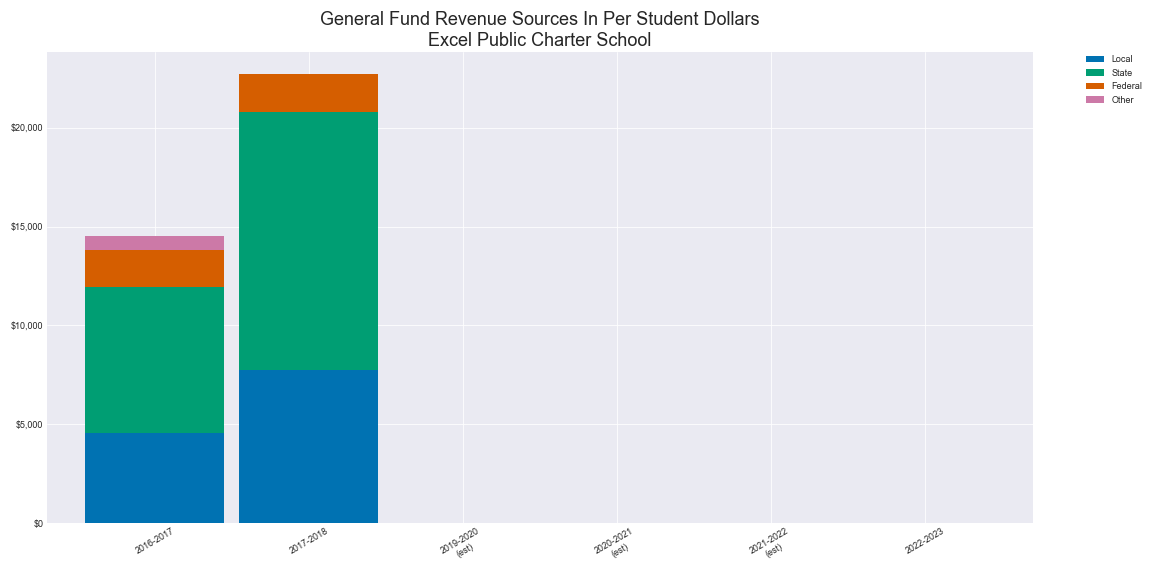 General Fund Revenue Sources In Per Student Dollars
Excel Public Charter School
Local
State
Federal
Other
$20,000
$15,000
$10,000
$5,000
$0
2016-2017
2017-2018
2019-2020
(est)
2020-2021
(est)
2021-2022
(est)
2022-2023